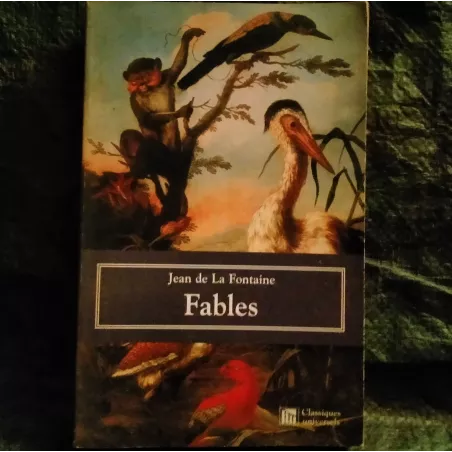 Jean de La Fontaine
Fables
Classiques
universels